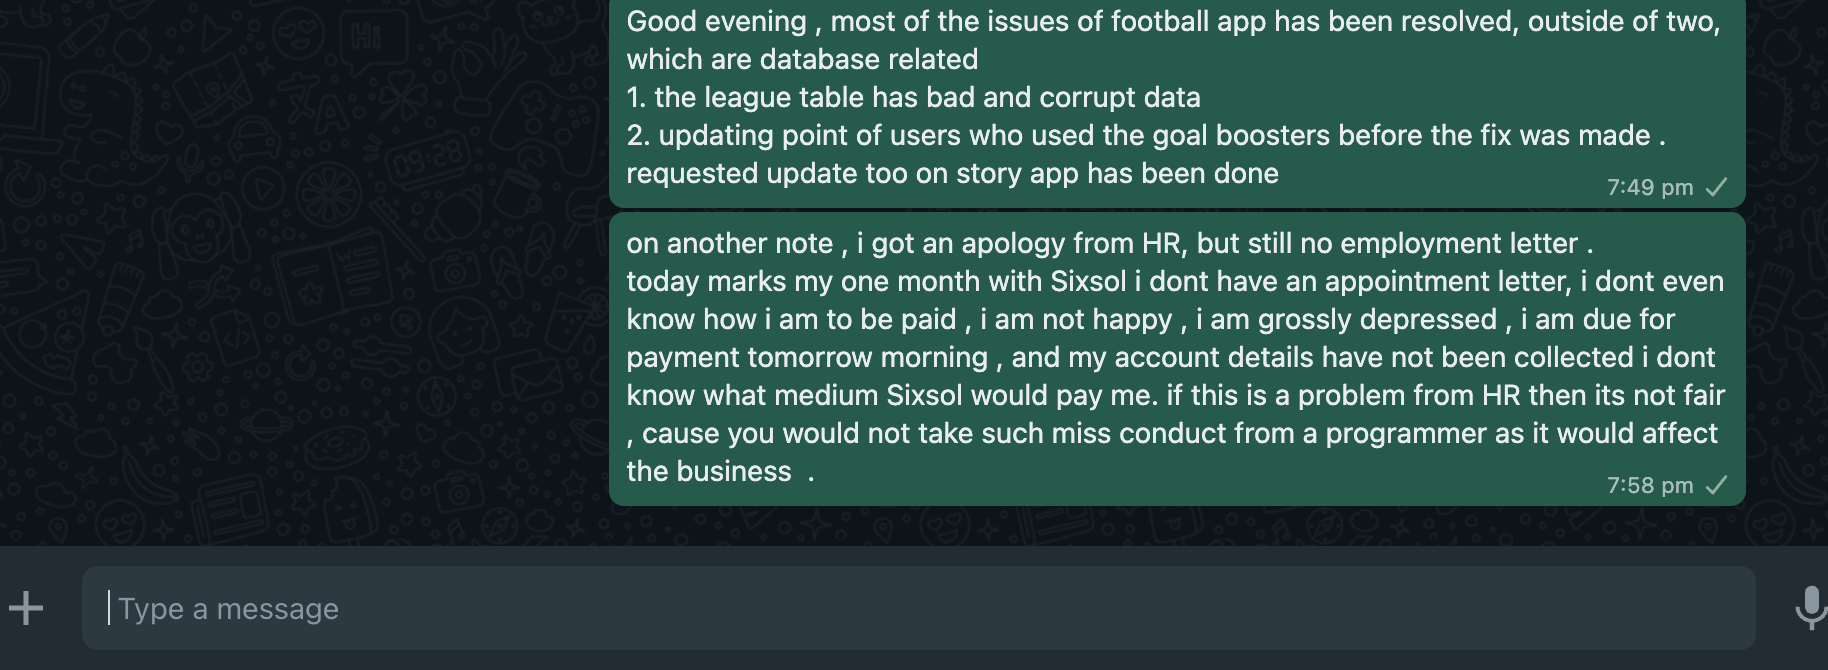 Good evening , most of the issues of football app has been resolved, outside of two,
which are database related
1. the league table has bad and corrupt data
2. updating point of users who used the goal boosters before the fix was made .
requested update too on story app has been done
7:49 pm
on another note , i got an apology from HR, but still no employment letter .
today marks my one month with Sixsol i dont have an appointment letter, i dont even
know how i am to be paid , i am not happy , i am grossly depressed , i am due for
payment tomorrow morning , and my account details have not been collected i dont
know what medium Sixsol would pay me. if this is a problem from HR then its not fair
, cause you would not take such miss conduct from a programmer as it would affect
the business  .
7:58 pm
Type a message